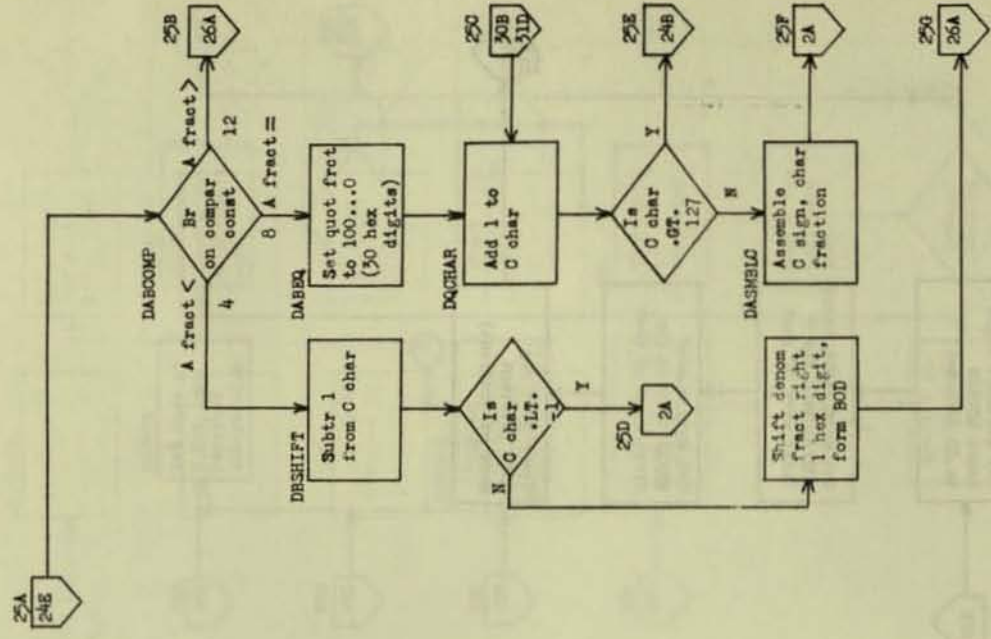 25A
24E
DABCOMP
Br
on compar
const
A fract <
4
A fract >
12
25B
26A
8
A fract =
DBSHIFT
Subtr 1
from C char
DABEQ
Set quot frct
to 100...0
(30 hex
digits)
DQCHAR
Add 1 to
C char
25C
30B
31D
Is
C char
.LT.
-1
N
Y
25D
2A
Is
C char
.GT.
127
Y
25E
24B
N
DASMBLC
Assemble
C sign, char
fraction
25F
2A
Shift denom
fract right
1 hex digit,
form BOD
25G
26A